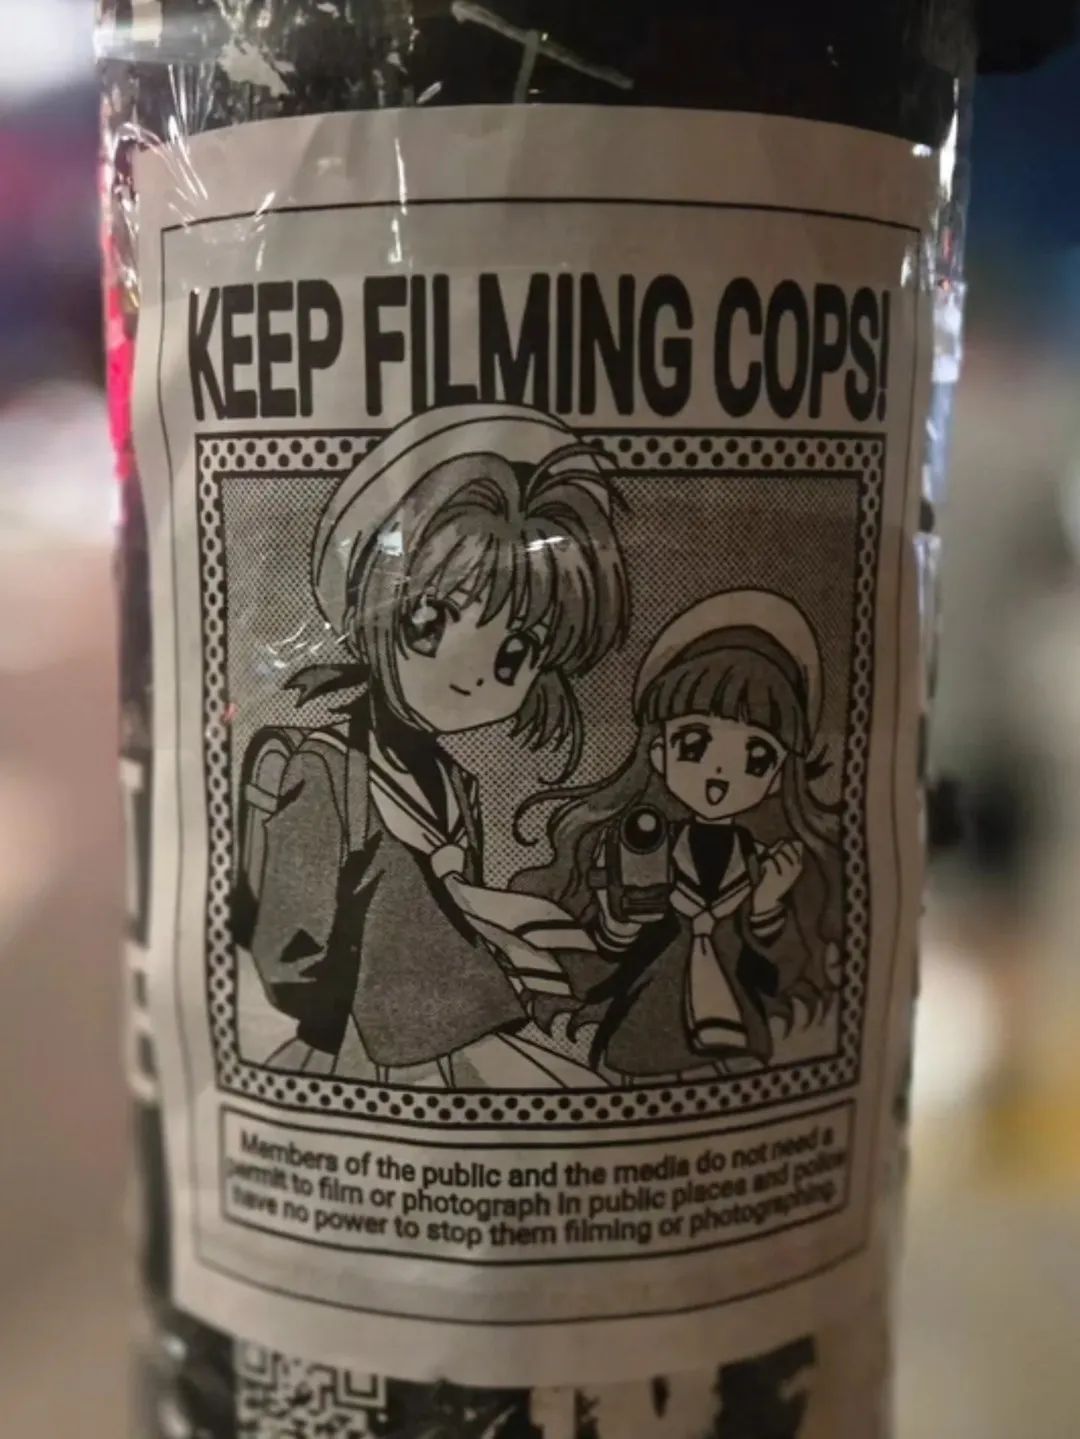 KEEP FILMING COPS!
Members of the public and the media do not need a
permit to film or photograph in public places and police
have no power to stop them filming or photographing.